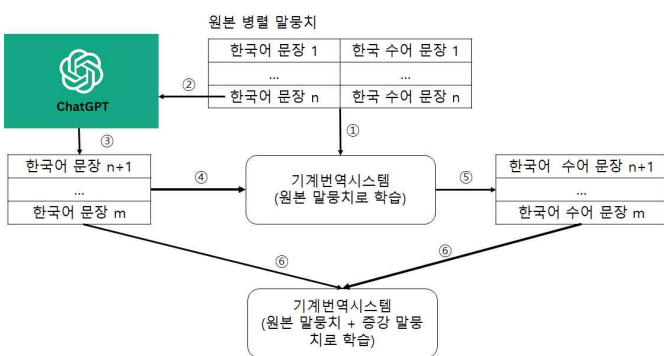 원본 병렬 말뭉치
한국어 문장 1 한국 수어 문장 1
... ...
한국어 문장 n 한국 수어 문장 n
ChatGPT
②
①
③
한국어 문장 n+1
...
한국어 문장 m
④
기계번역시스템
(원본 말뭉치로 학습)
⑤
한국어 수어 문장 n+1
...
한국어 수어 문장 m
⑥
⑥
기계번역시스템
(원본 말뭉치 + 증강 말뭉
치로 학습)